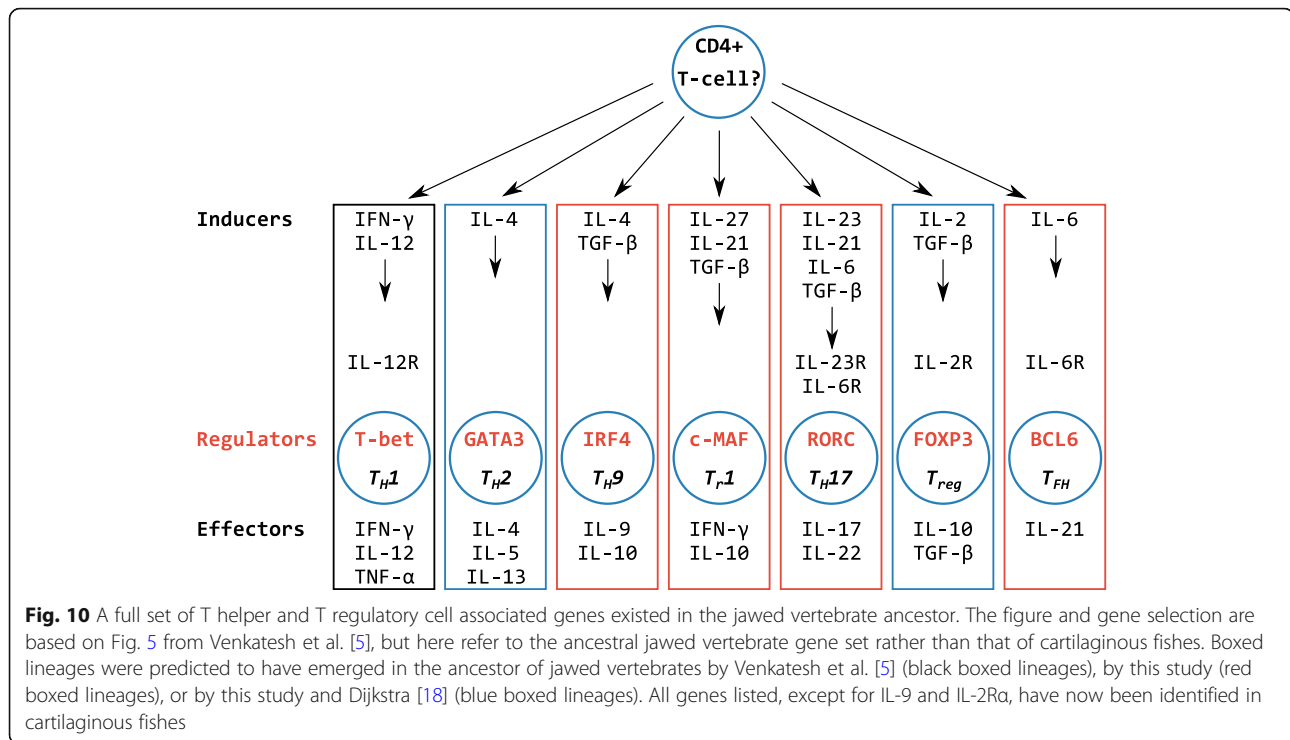 CD4+
T-cell?
Inducers
IFN-γ
IL-12
IL-12R
IL-4
IL-4
TGF-β
IL-27
IL-21
TGF-β
IL-23
IL-21
IL-6
TGF-β
IL-23R
IL-6R
IL-2
TGF-β
IL-2R
IL-6
IL-6R
Regulators
T-bet
TH1
GATA3
TH2
IRF4
TH9
c-MAF
Tr1
RORC
TH17
FOXP3
Treg
BCL6
TFH
Effectors
IFN-γ
IL-12
TNF-α
IL-4
IL-5
IL-13
IL-9
IL-10
IFN-γ
IL-10
IL-17
IL-22
IL-10
TGF-β
IL-21
Fig. 10 A full set of T helper and T regulatory cell associated genes existed in the jawed vertebrate ancestor. The figure and gene selection are
based on Fig. 5 from Venkatesh et al. [5], but here refer to the ancestral jawed vertebrate gene set rather than that of cartilaginous fishes. Boxed
lineages were predicted to have emerged in the ancestor of jawed vertebrates by Venkatesh et al. [5] (black boxed lineages), by this study (red
boxed lineages), or by this study and Dijkstra [18] (blue boxed lineages). All genes listed, except for IL-9 and IL-2Rα, have now been identified in
cartilaginous fishes